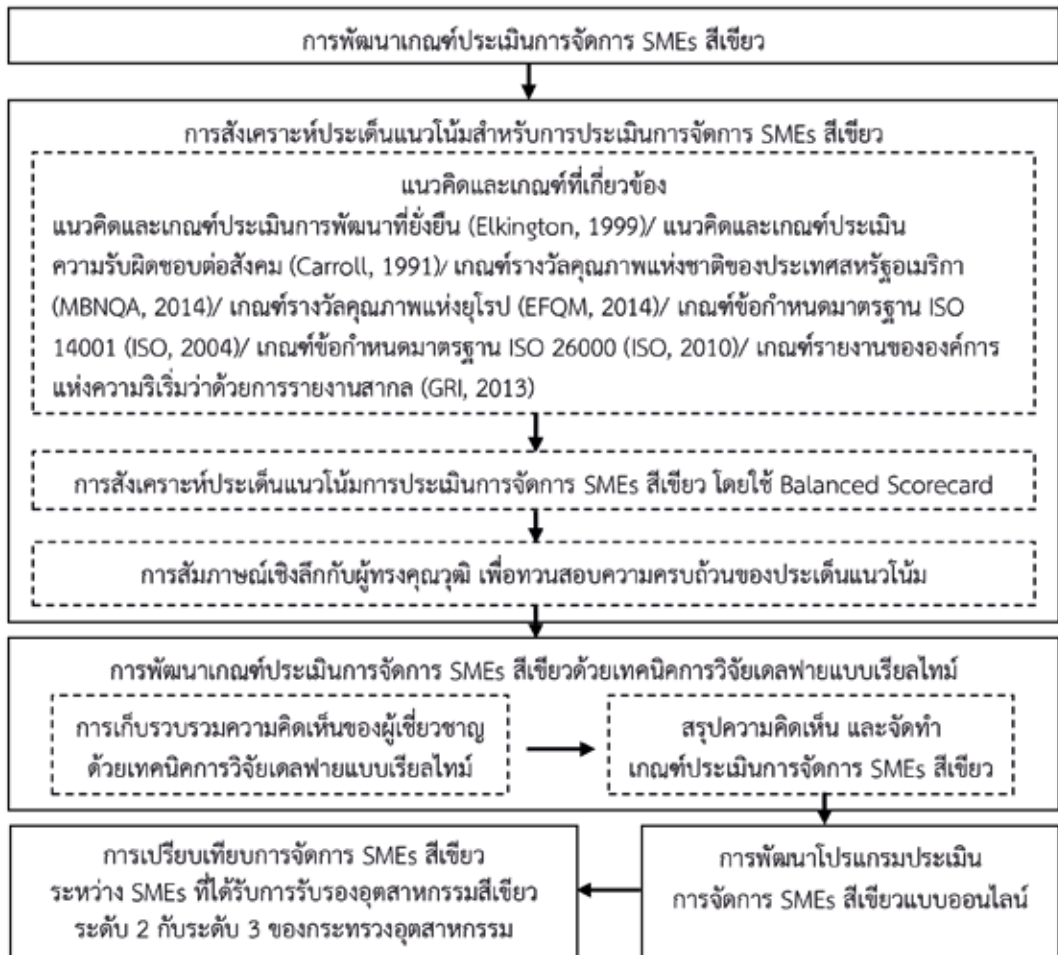 การพัฒนาเกณฑ์ประเมินการจัดการ SMEs สีเขียว
การสังเคราะห์ประเด็นแนวโน้มสำหรับการประเมินการจัดการ SMEs สีเขียว
แนวคิดและเกณฑ์ที่เกี่ยวข้อง
แนวคิดและเกณฑ์ประเมินการพัฒนาที่ยั่งยืน (Elkington, 1999)/ แนวคิดและเกณฑ์ประเมิน
ความรับผิดชอบต่อสังคม (Carroll, 1991)/ เกณฑ์รางวัลคุณภาพแห่งชาติของประเทศสหรัฐอเมริกา
(MBNQA, 2014)/ เกณฑ์รางวัลคุณภาพแห่งยุโรป (EFQM, 2014)/ เกณฑ์ข้อกำหนดมาตรฐาน ISO
14001 (ISO, 2004)/ เกณฑ์ข้อกำหนดมาตรฐาน ISO 26000 (ISO, 2010)/ เกณฑ์รายงานขององค์การ
แห่งความริเริ่มว่าด้วยการรายงานสากล (GRI, 2013)
การสังเคราะห์ประเด็นแนวโน้มการประเมินการจัดการ SMEs สีเขียว โดยใช้ Balanced Scorecard
การสัมภาษณ์เชิงลึกกับผู้ทรงคุณวุฒิ เพื่อทวนสอบความครบถ้วนของประเด็นแนวโน้ม
การพัฒนาเกณฑ์ประเมินการจัดการ SMEs สีเขียวด้วยเทคนิคการวิจัยเดลฟายแบบเรียลไทม์
การเก็บรวบรวมความคิดเห็นของผู้เชี่ยวชาญ
ด้วยเทคนิคการวิจัยเดลฟายแบบเรียลไทม์
สรุปความคิดเห็น และจัดทำ
เกณฑ์ประเมินการจัดการ SMEs สีเขียว
การเปรียบเทียบการจัดการ SMEs สีเขียว
ระหว่าง SMEs ที่ได้รับการรับรองอุตสาหกรรมสีเขียว
ระดับ 2 กับระดับ 3 ของกระทรวงอุตสาหกรรม
การพัฒนาโปรแกรมประเมิน
การจัดการ SMEs สีเขียวแบบออนไลน์